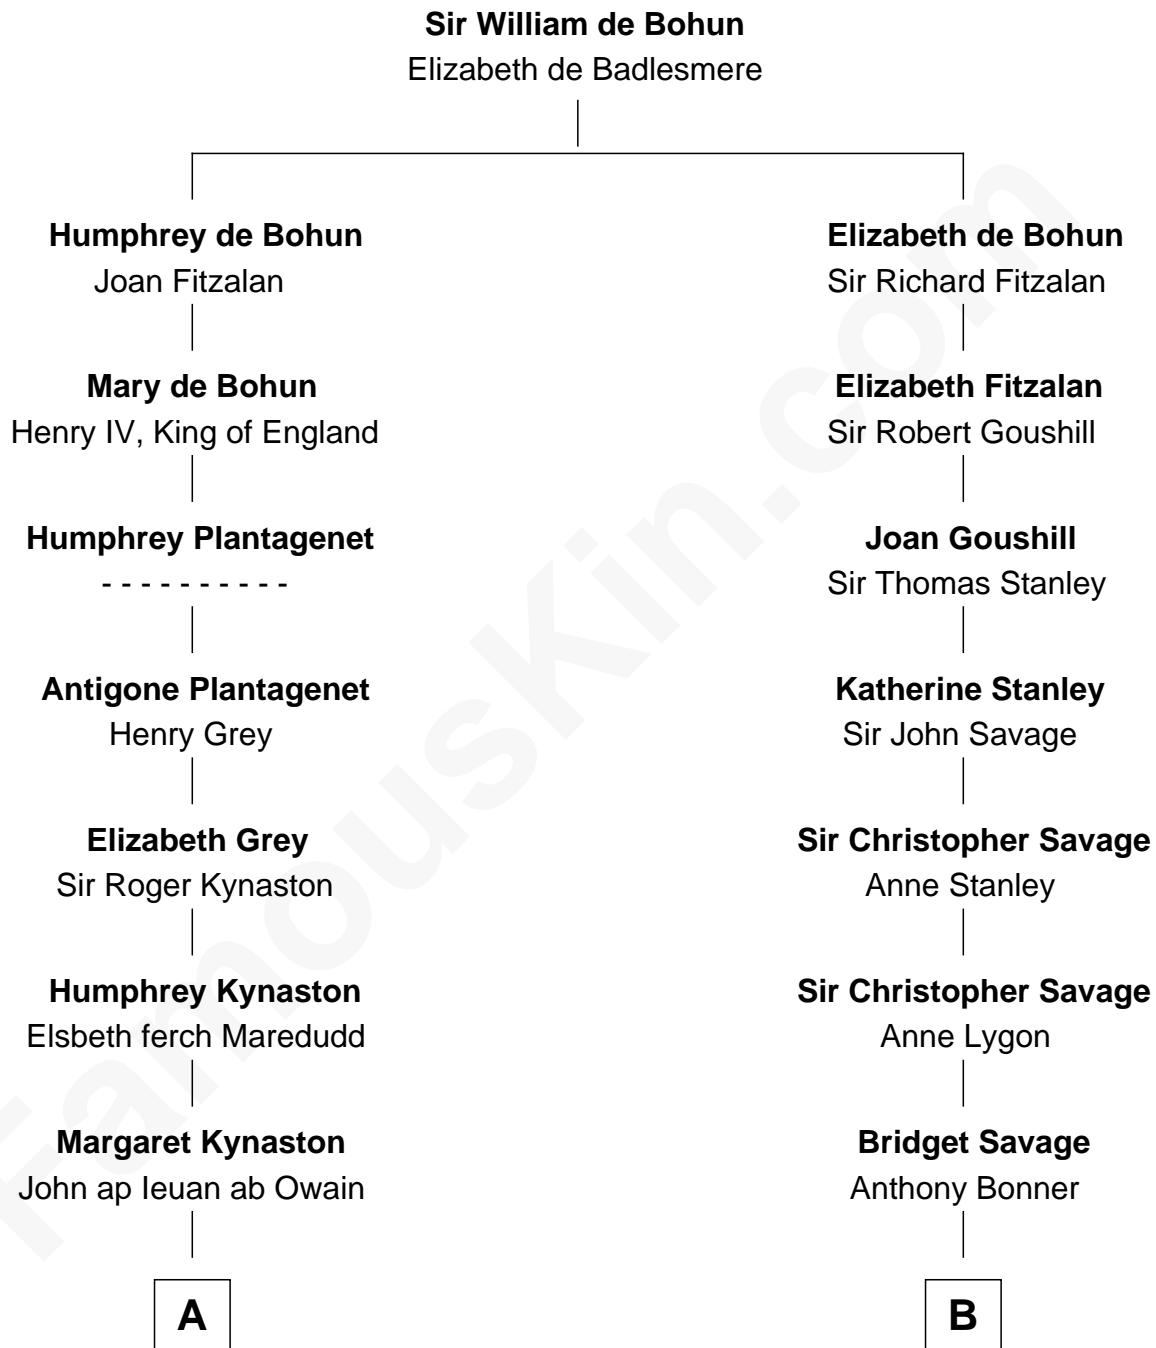 Sir William de Bohun
Elizabeth de Badlesmere
Humphrey de Bohun
Joan Fitzalan
Elizabeth de Bohun
Sir Richard Fitzalan
Mary de Bohun
Henry IV, King of England
Elizabeth Fitzalan
Sir Robert Goushill
Humphrey Plantagenet
- - - - - - - - - -
Joan Goushill
Sir Thomas Stanley
Antigone Plantagenet
Henry Grey
Katherine Stanley
Sir John Savage
Elizabeth Grey
Sir Roger Kynaston
Sir Christopher Savage
Anne Stanley
Humphrey Kynaston
Elsbeth ferch Maredudd
Sir Christopher Savage
Anne Lygon
Margaret Kynaston
John ap Ieuan ab Owain
Bridget Savage
Anthony Bonner
A
B
FamousKin.com